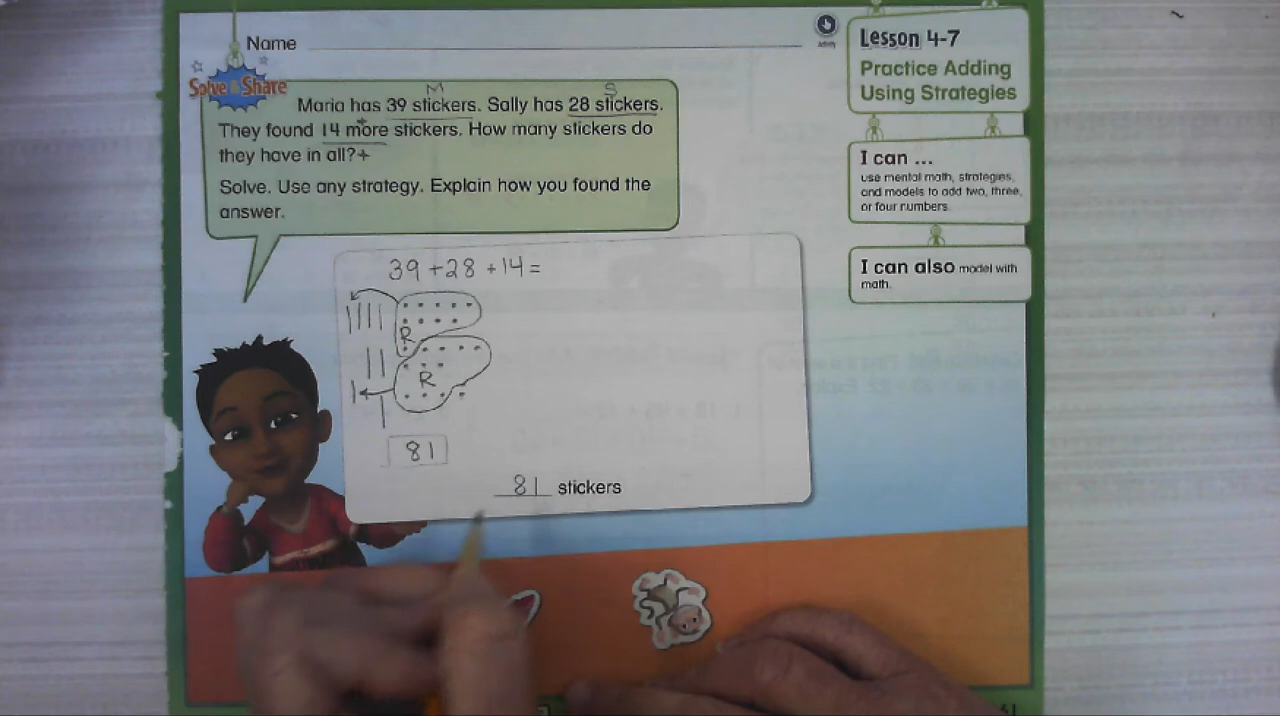 Name
Activity
Lesson 4-7
Practice Adding
Using Strategies
Solve & Share
M S
Maria has 39 stickers. Sally has 28 stickers.
+
They found 14 more stickers. How many stickers do
they have in all?+
Solve. Use any strategy. Explain how you found the
answer.
I can ...
use mental math, strategies,
and models to add two, three,
or four numbers.
I can also model with
math.
39 +28 +14 =
R
R
81
81 stickers